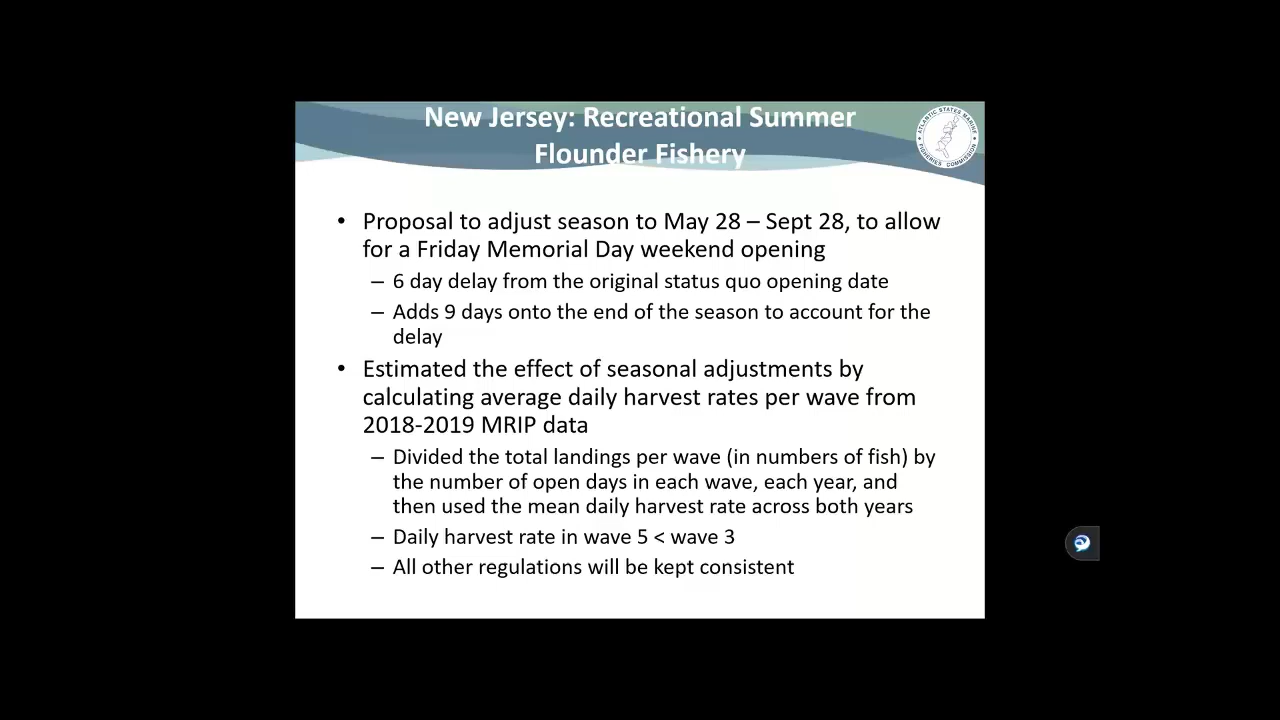 New Jersey: Recreational Summer
Flounder Fishery
ATLANTIC STATES MARINE
FISHERIES COMMISSION
• Proposal to adjust season to May 28 – Sept 28, to allow
for a Friday Memorial Day weekend opening
– 6 day delay from the original status quo opening date
– Adds 9 days onto the end of the season to account for the
delay
• Estimated the effect of seasonal adjustments by
calculating average daily harvest rates per wave from
2018-2019 MRIP data
– Divided the total landings per wave (in numbers of fish) by
the number of open days in each wave, each year, and
then used the mean daily harvest rate across both years
– Daily harvest rate in wave 5 < wave 3
– All other regulations will be kept consistent